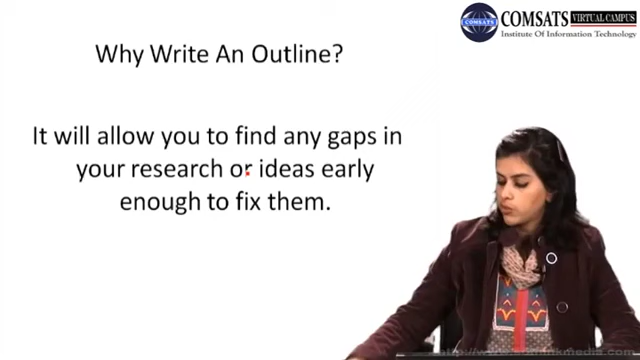 COMSATS VIRTUAL CAMPUS
Institute Of Information Technology
Why Write An Outline?
It will allow you to find any gaps in
your research or ideas early
enough to fix them.